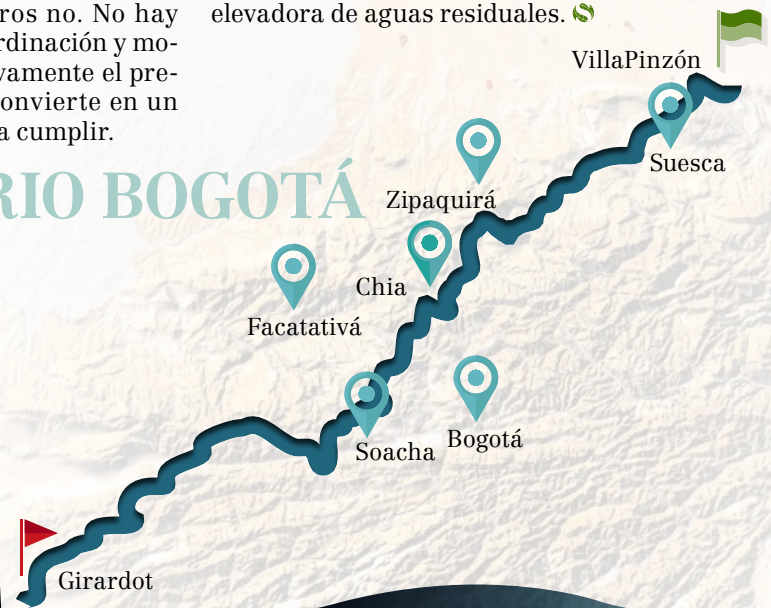 ros no. No hay
rdinación y mo-
vamente el pre-
onvierte en un
a cumplir.
elevadora de aguas residuales.
RIO BOGOTÁ
VillaPinzón
Suesca
Zipaquirá
Chia
Facatativá
Soacha
Bogotá
Girardot